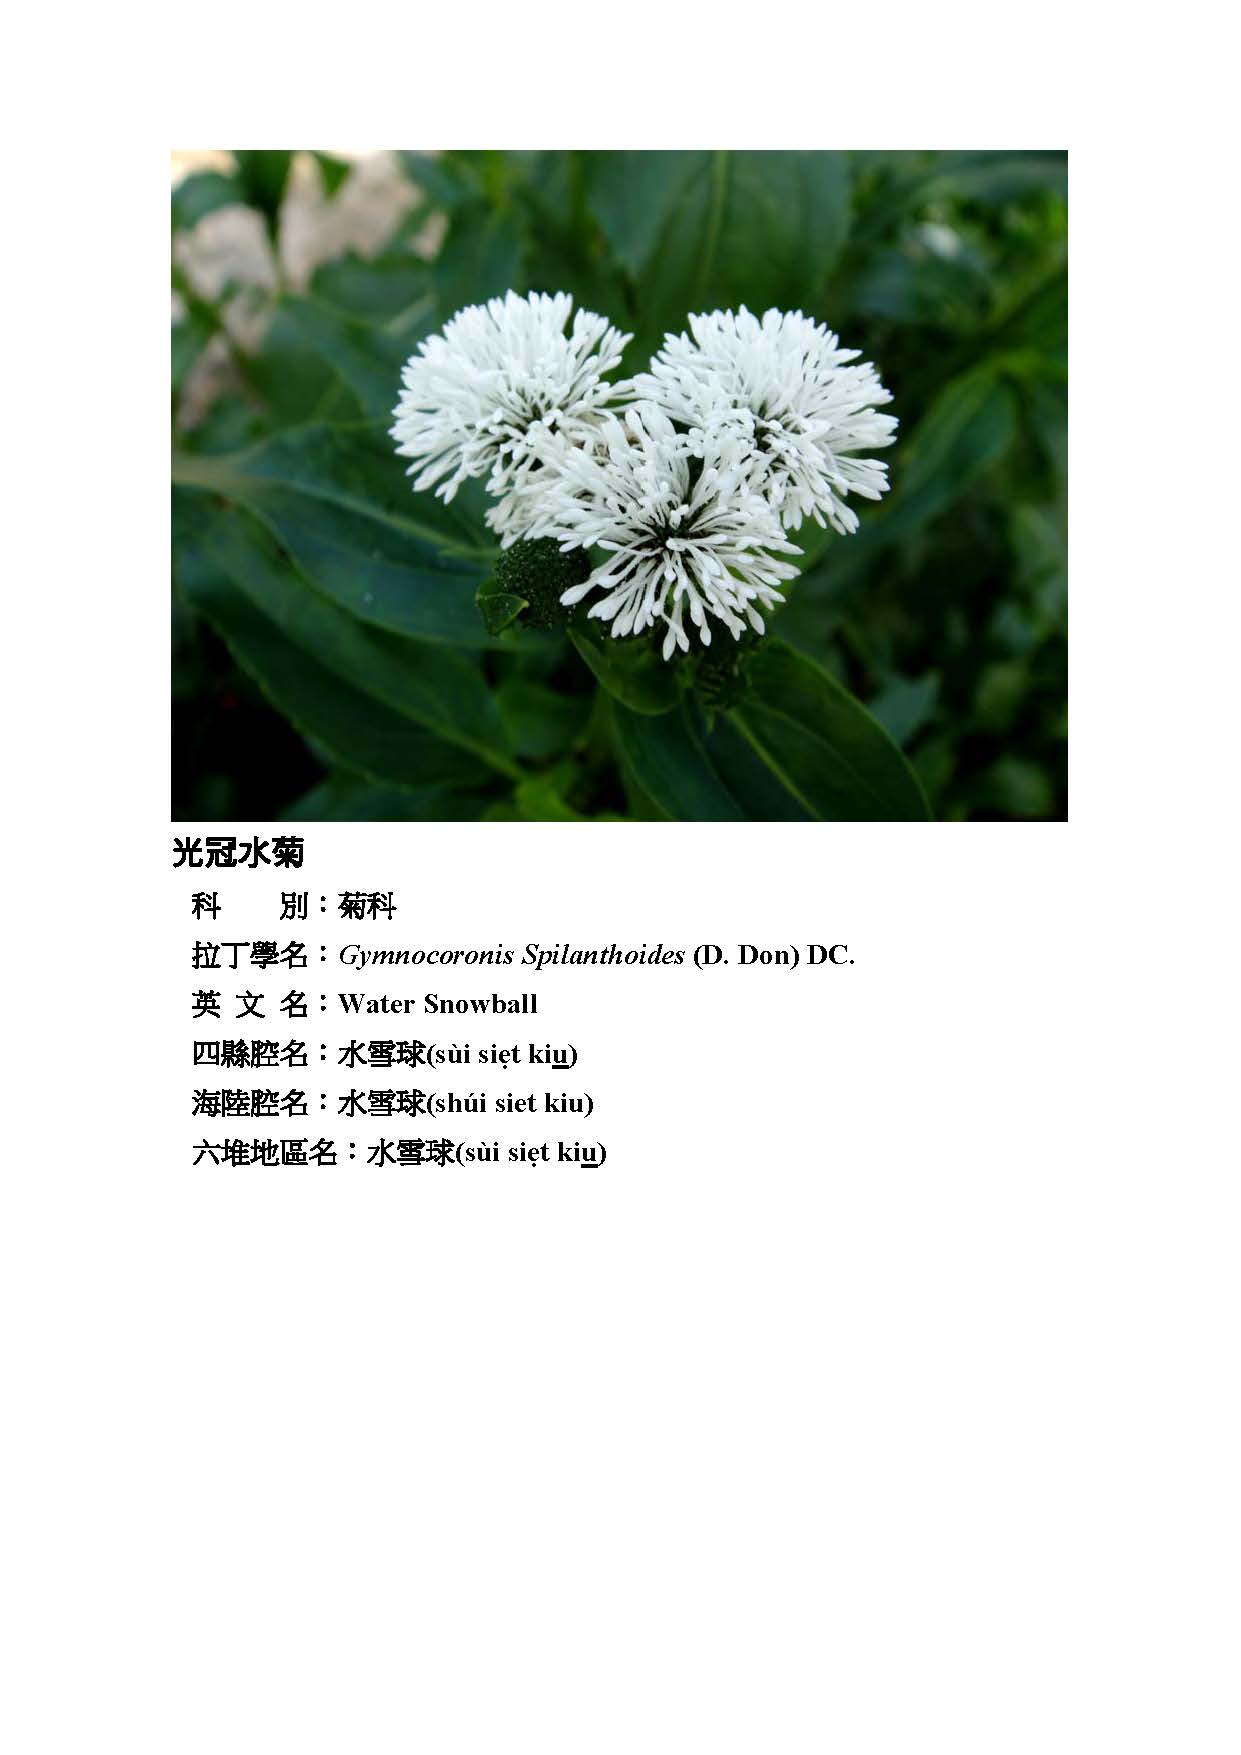 光冠水菊
科　　別：菊科
拉丁學名：Gymnocoronis Spilanthoides (D. Don) DC.
英 文 名：Water Snowball
四縣腔名：水雪球(sùi siẹt kiu̲)
海陸腔名：水雪球(shúi siet kiu)
六堆地區名：水雪球(sùi siẹt kiu̲)